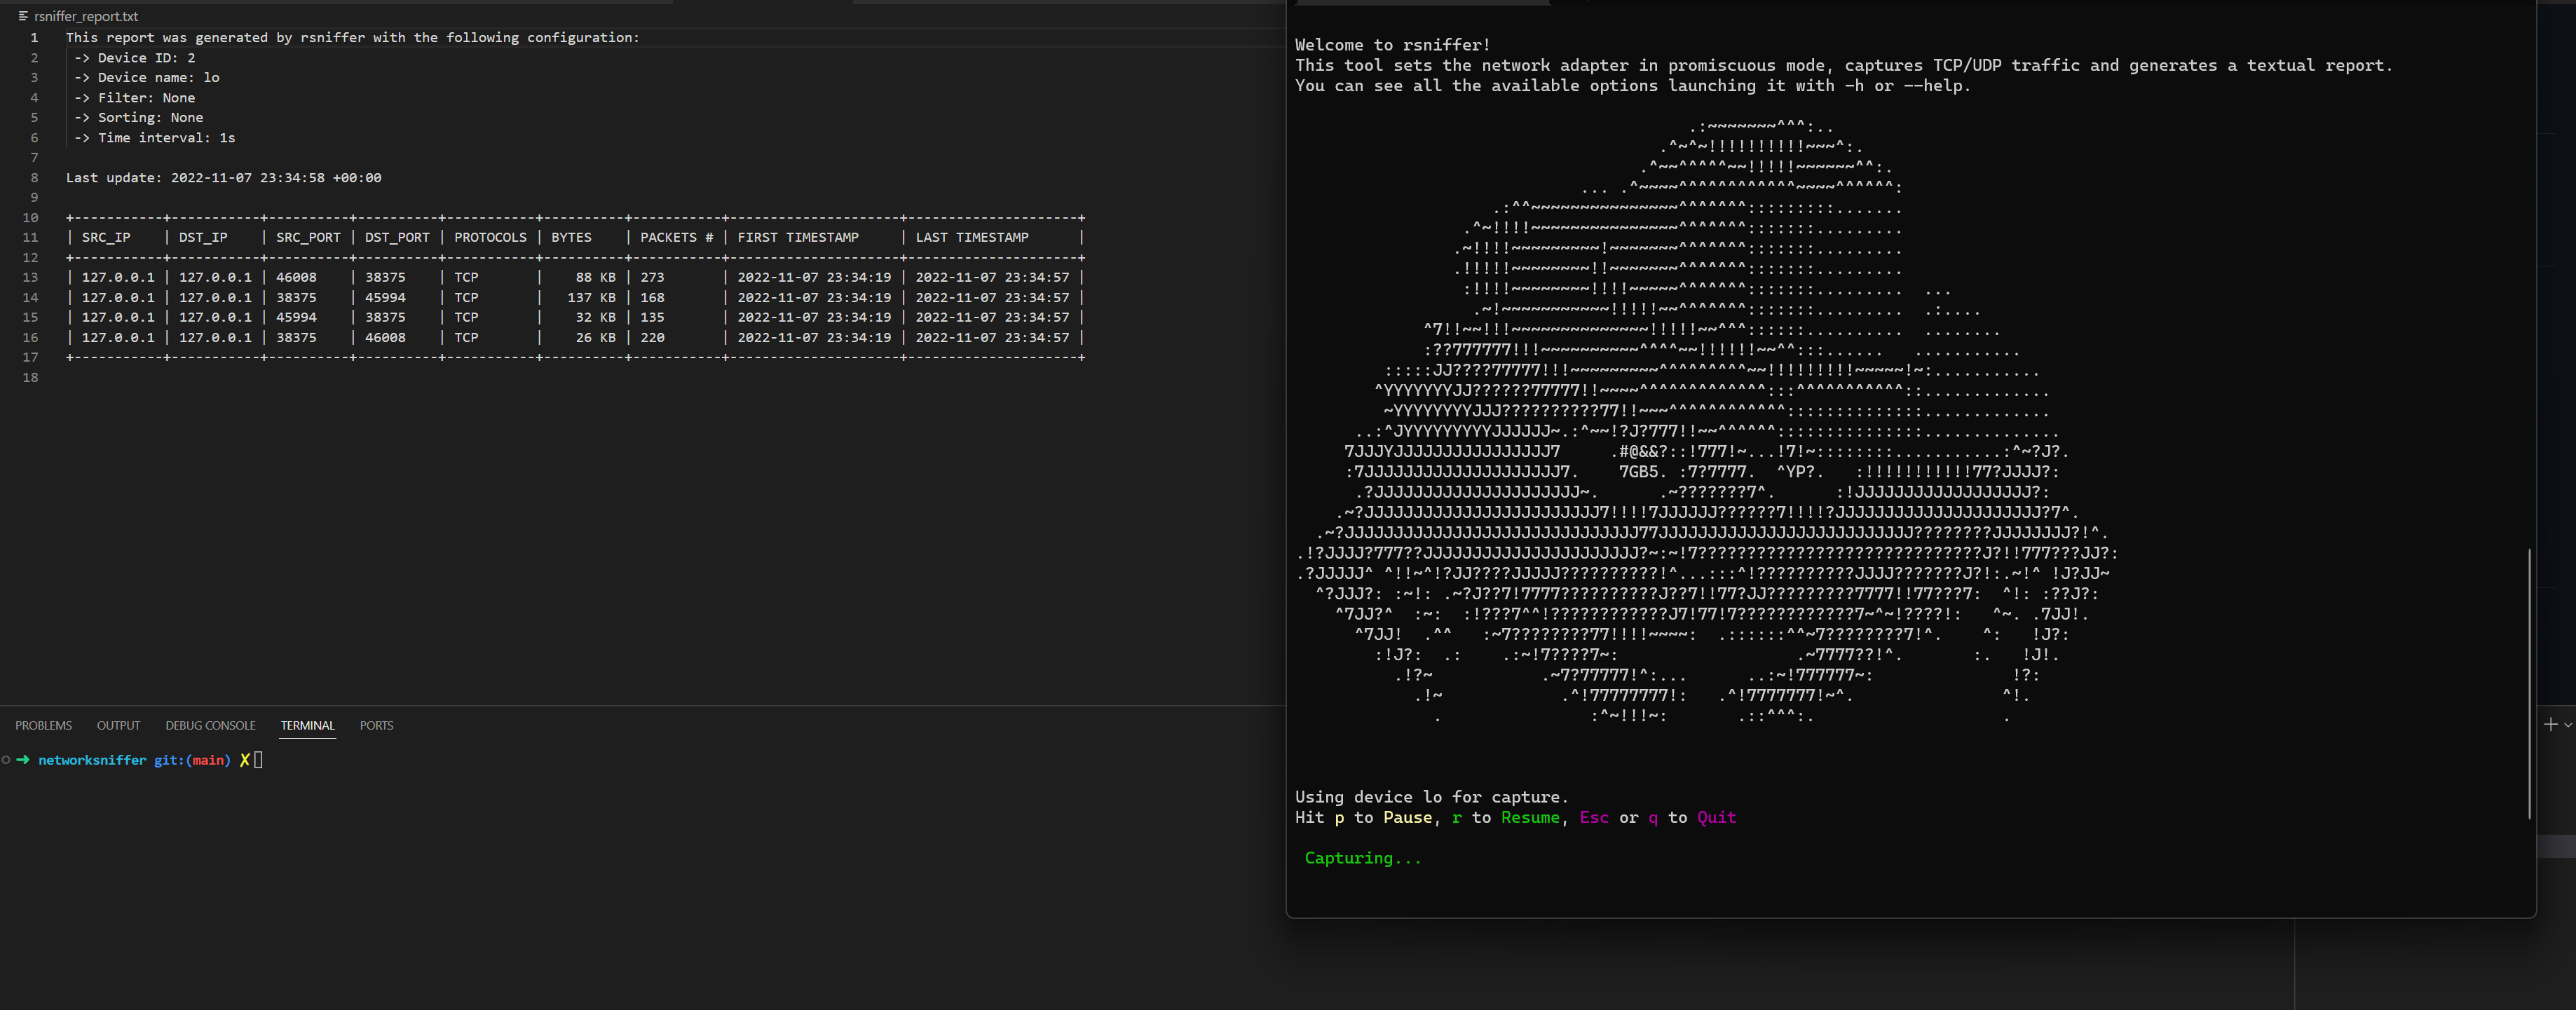 rsniffer_report.txt
1 This report was generated by rsniffer with the following configuration:
2 -> Device ID: 2
3 -> Device name: lo
4 -> Filter: None
5 -> Sorting: None
6 -> Time interval: 1s
7
8 Last update: 2022-11-07 23:34:58 +00:00
9
10 +-----------+-----------+----------+----------+-----------+----------+-----------+---------------------+---------------------+
11 | SRC_IP | DST_IP | SRC_PORT | DST_PORT | PROTOCOLS | BYTES | PACKETS # | FIRST TIMESTAMP | LAST TIMESTAMP |
12 +-----------+-----------+----------+----------+-----------+----------+-----------+---------------------+---------------------+
13 | 127.0.0.1 | 127.0.0.1 | 46008 | 38375 | TCP | 88 KB | 273 | 2022-11-07 23:34:19 | 2022-11-07 23:34:57 |
14 | 127.0.0.1 | 127.0.0.1 | 38375 | 45994 | TCP | 137 KB | 168 | 2022-11-07 23:34:19 | 2022-11-07 23:34:57 |
15 | 127.0.0.1 | 127.0.0.1 | 45994 | 38375 | TCP | 32 KB | 135 | 2022-11-07 23:34:19 | 2022-11-07 23:34:57 |
16 | 127.0.0.1 | 127.0.0.1 | 38375 | 46008 | TCP | 26 KB | 220 | 2022-11-07 23:34:19 | 2022-11-07 23:34:57 |
17 +-----------+-----------+----------+----------+-----------+----------+-----------+---------------------+---------------------+
18
PROBLEMS OUTPUT DEBUG CONSOLE TERMINAL PORTS
➜ networksniffer git:(main) ✗
Welcome to rsniffer!
This tool sets the network adapter in promiscuous mode, captures TCP/UDP traffic and generates a textual report.
You can see all the available options launching it with -h or --help.
Using device lo for capture.
Hit p to Pause, r to Resume, Esc or q to Quit
Capturing...